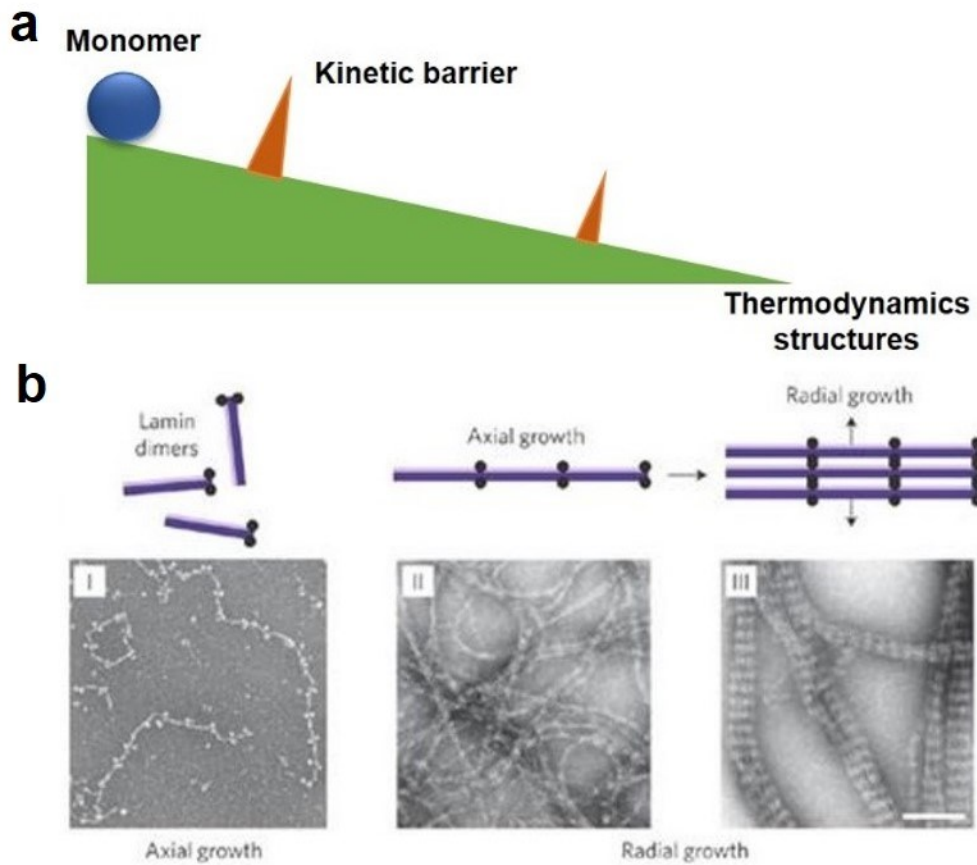 a
Monomer
Kinetic barrier
Thermodynamics
structures
b
Lamin
dimers
Axial growth
Radial growth
I
II
III
Axial growth
Radial growth